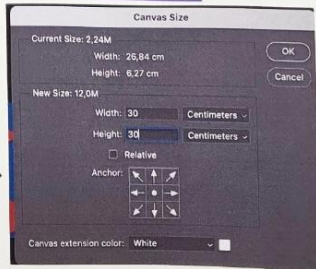 Canvas Size
Current Size: 2,24M
Width: 26,84 cm
Height: 6,27 cm
OK
Cancel
New Size: 12,0M
Width: 30 Centimeters
Height: 30 Centimeters
Relative
Anchor:
Canvas extension color: White